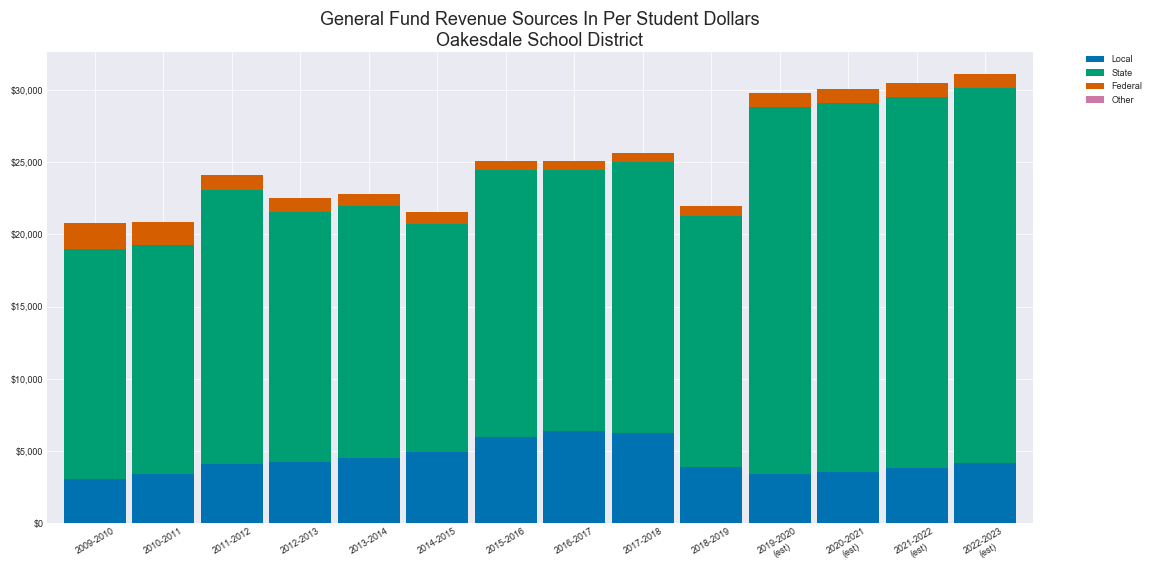 General Fund Revenue Sources In Per Student Dollars
Oakesdale School District
Local
State
Federal
Other
$30,000
$25,000
$20,000
$15,000
$10,000
$5,000
$0
2009-2010
2010-2011
2011-2012
2012-2013
2013-2014
2014-2015
2015-2016
2016-2017
2017-2018
2018-2019
2019-2020
(est)
2020-2021
(est)
2021-2022
(est)
2022-2023
(est)